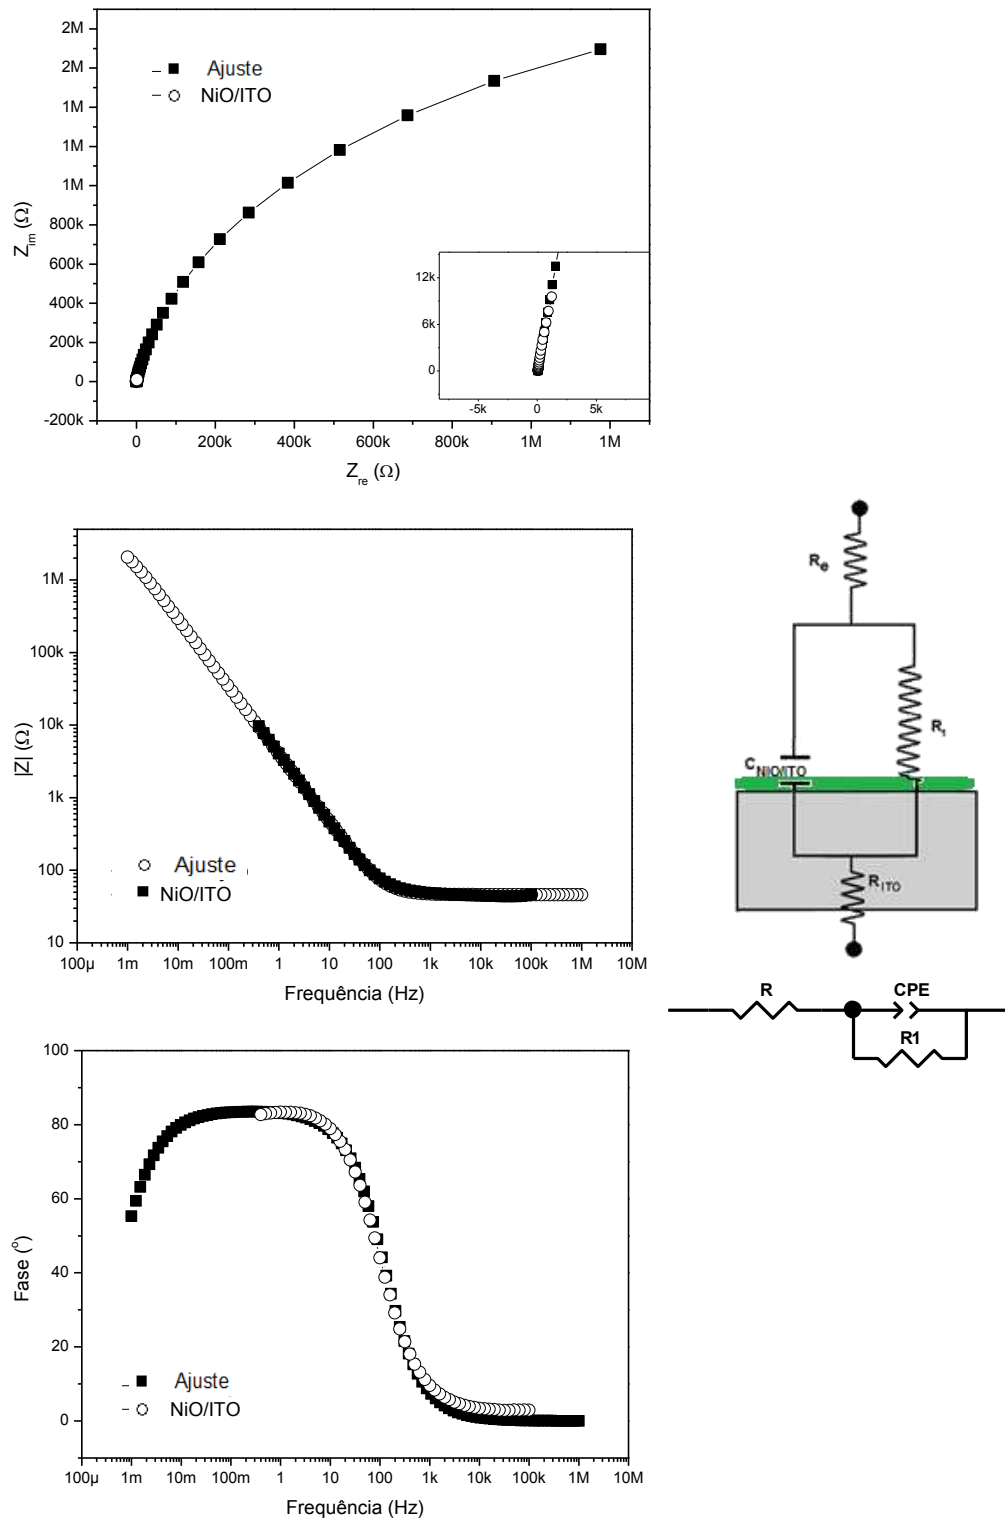 2M
2M
1M
1M
1M
800k
600k
400k
200k
0
-200k
Z_im (Ω)
Ajuste
NiO/ITO
12k
6k
0
-5k 0 5k
0 200k 400k 600k 800k 1M 1M
Z_re (Ω)
1M
100k
10k
1k
100
10
|Z| (Ω)
Ajuste
NiO/ITO
100µ 1m 10m 100m 1 10 100 1k 10k 100k 1M 10M
Frequência (Hz)
R_e
R_1
C_NiO/ITO
R_ITO
R CPE
R1
100
80
60
40
20
0
Fase (°)
Ajuste
NiO/ITO
100µ 1m 10m 100m 1 10 100 1k 10k 100k 1M 10M
Frequência (Hz)